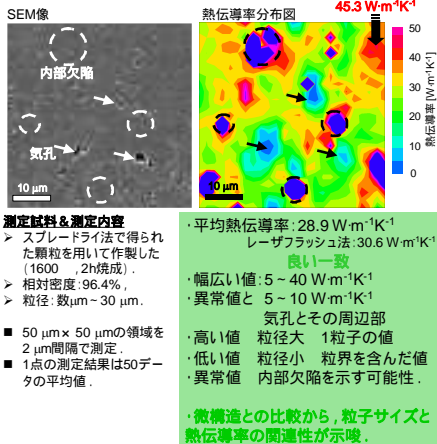 SEM像
熱伝導率分布図
45.3 W·m-1K-1
内部欠陥
気孔
10 μm
10 μm
50
40
30
20
10
0
熱伝導率 [W·m-1K-1]
測定試料＆測定内容
➢ スプレードライ法で得られ
た顆粒を用いて作製した
(1600 ,2h焼成).
➢ 相対密度:96.4%,
➢ 粒径:数μm~30 μm.
■ 50 μm× 50 μmの領域を
2 μm間隔で測定.
■ 1点の測定結果は50デー
タの平均値.
·平均熱伝導率:28.9 W·m-1K-1
レーザフラッシュ法:30.6 W·m-1K-1
良い一致
·幅広い値:5~40 W·m-1K-1
·異常値と 5~10 W·m-1K-1
気孔とその周辺部
·高い値 粒径大 1粒子の値
·低い値 粒径小 粒界を含んだ値
·異常値 内部欠陥を示す可能性.
·微構造との比較から,粒子サイズと
熱伝導率の関連性が示唆.